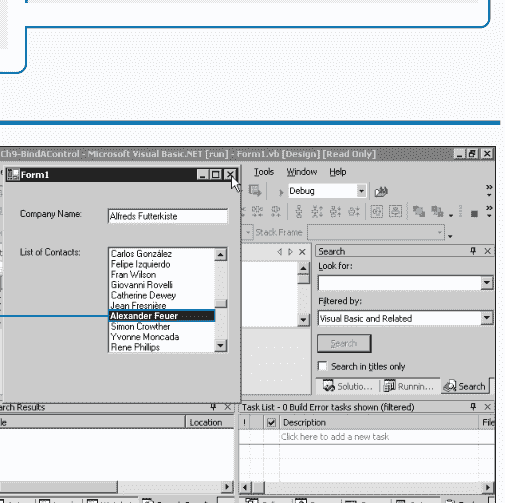 Ch9-BindAControl - Microsoft Visual Basic.NET [run] - Form1.vb [Design] [Read Only]
Form1
Tools Window Help
Debug
Company Name:
Alfreds Futterkiste
Stack Frame
List of Contacts:
Carlos González
Felipe Izquierdo
Fran Wilson
Giovanni Rovelli
Catherine Dewey
Jean Fresnière
Alexander Feuer
Simon Crowther
Yvonne Moncada
Rene Phillips
Search
Look for:
Filtered by:
Visual Basic and Related
Search
Search in titles only
Solutio... Runnin... Search
arch Results
Location
Task List - 0 Build Error tasks shown (filtered)
! Description File
Click here to add a new task